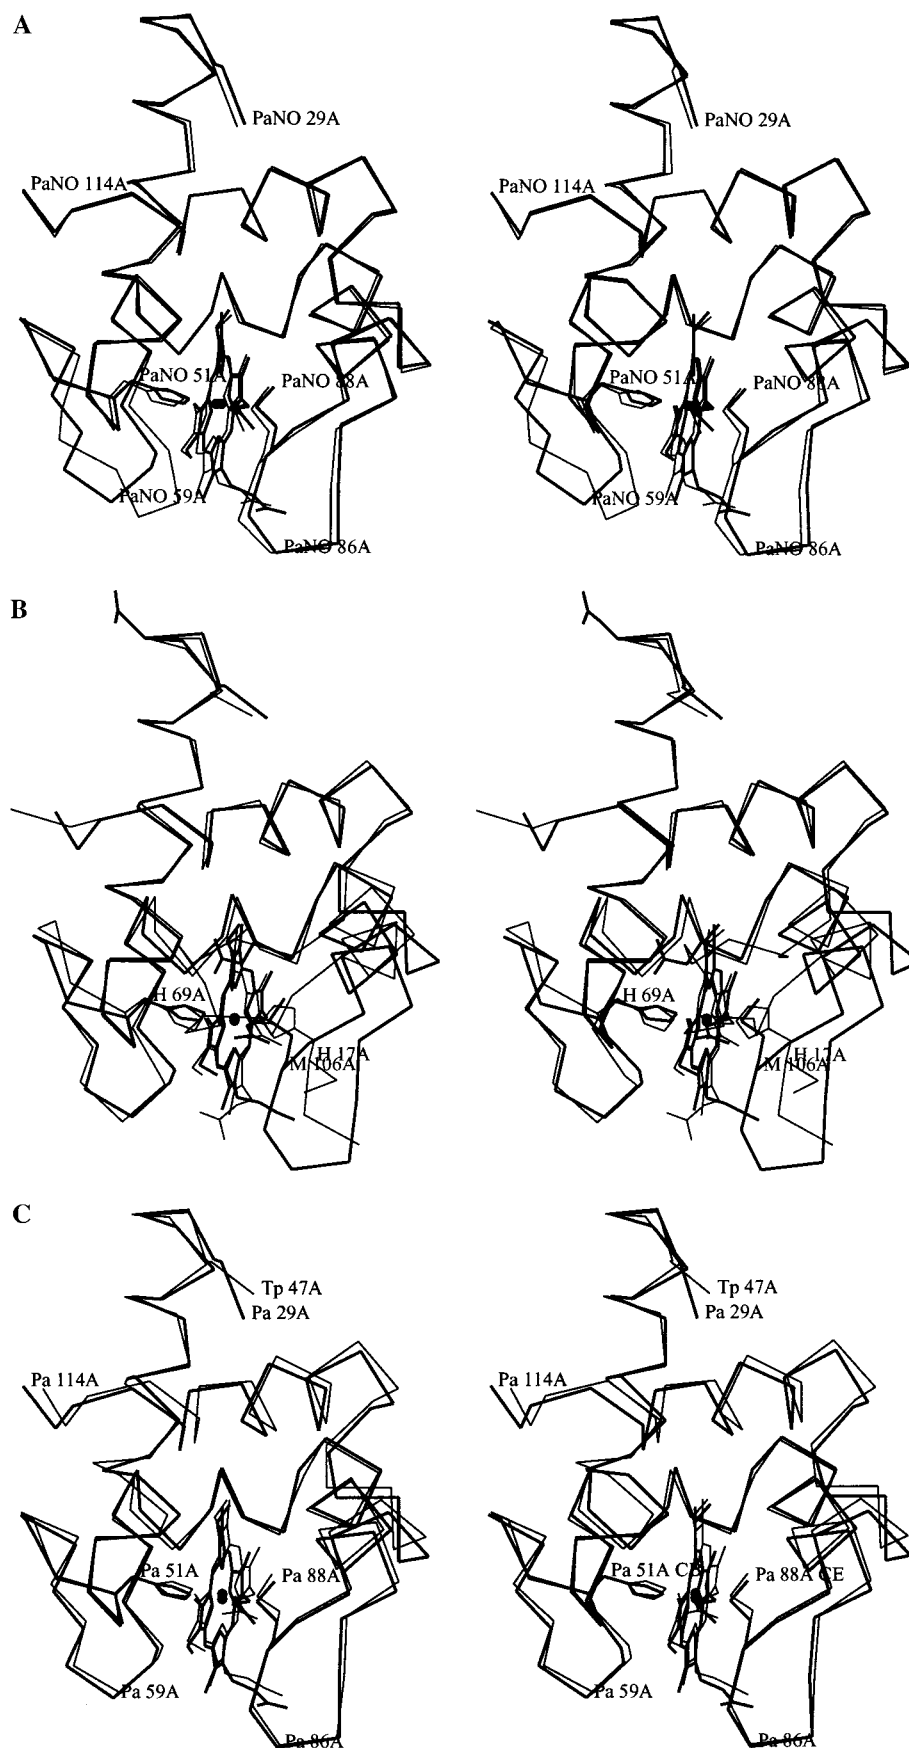 A
PaNO 29A
PaNO 29A
PaNO 114A
PaNO 114A
PaNO 51A
PaNO 88A
PaNO 51A
PaNO 88A
PaNO 59A
PaNO 59A
PaNO 86A
PaNO 86A
B
H 69A
H 69A
H 17A
M 106A
H 17A
M 106A
C
Tp 47A
Tp 47A
Pa 29A
Pa 29A
Pa 114A
Pa 114A
Pa 51A
Pa 88A
Pa 51A CB
Pa 88A CE
Pa 59A
Pa 59A
Pa 86A
Pa 86A